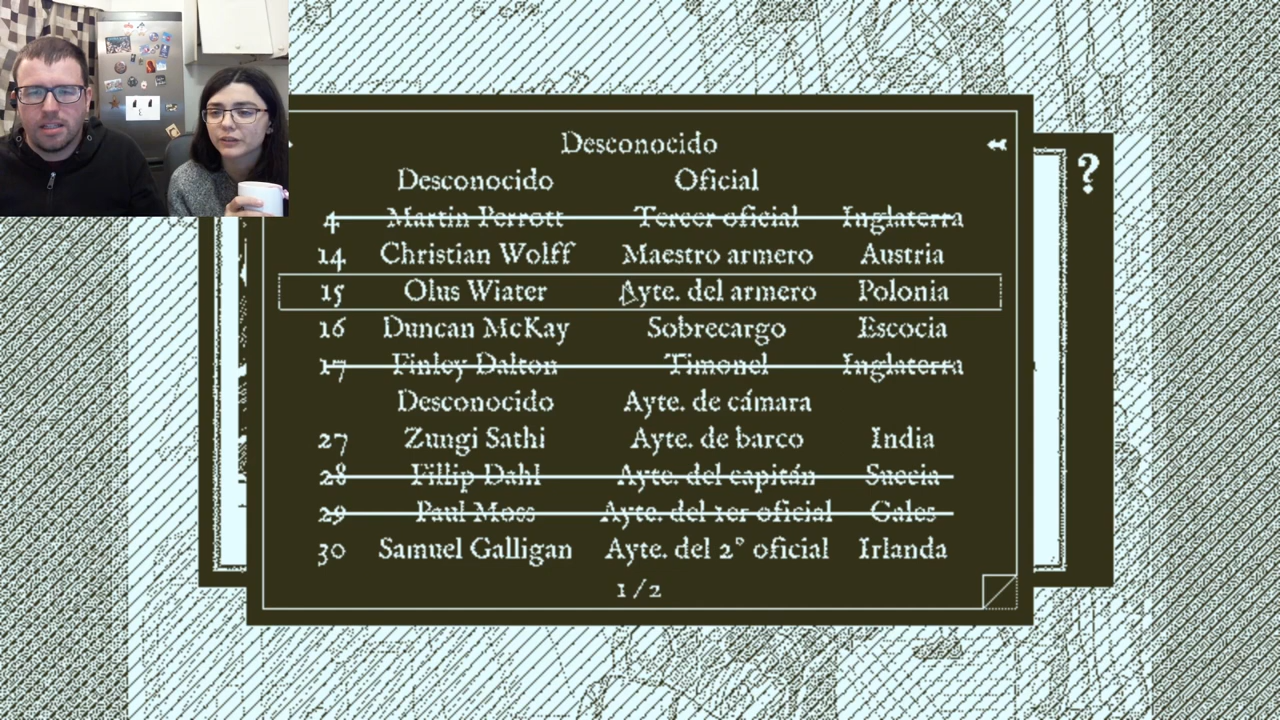 Desconocido
Desconocido Oficial
4 Martin Perrott Tercer oficial Inglaterra
14 Christian Wolff Maestro armero Austria
15 Olus Wiater Ayte. del armero Polonia
16 Duncan McKay Sobrecargo Escocia
17 Finley Dalton Timonel Inglaterra
Desconocido Ayte. de cámara
27 Zungi Sathi Ayte. de barco India
28 Fillip Dahl Ayte. del capitán Suecia
29 Paul Moss Ayte. del 1er oficial Gales
30 Samuel Galligan Ayte. del 2º oficial Irlanda
1/2
?